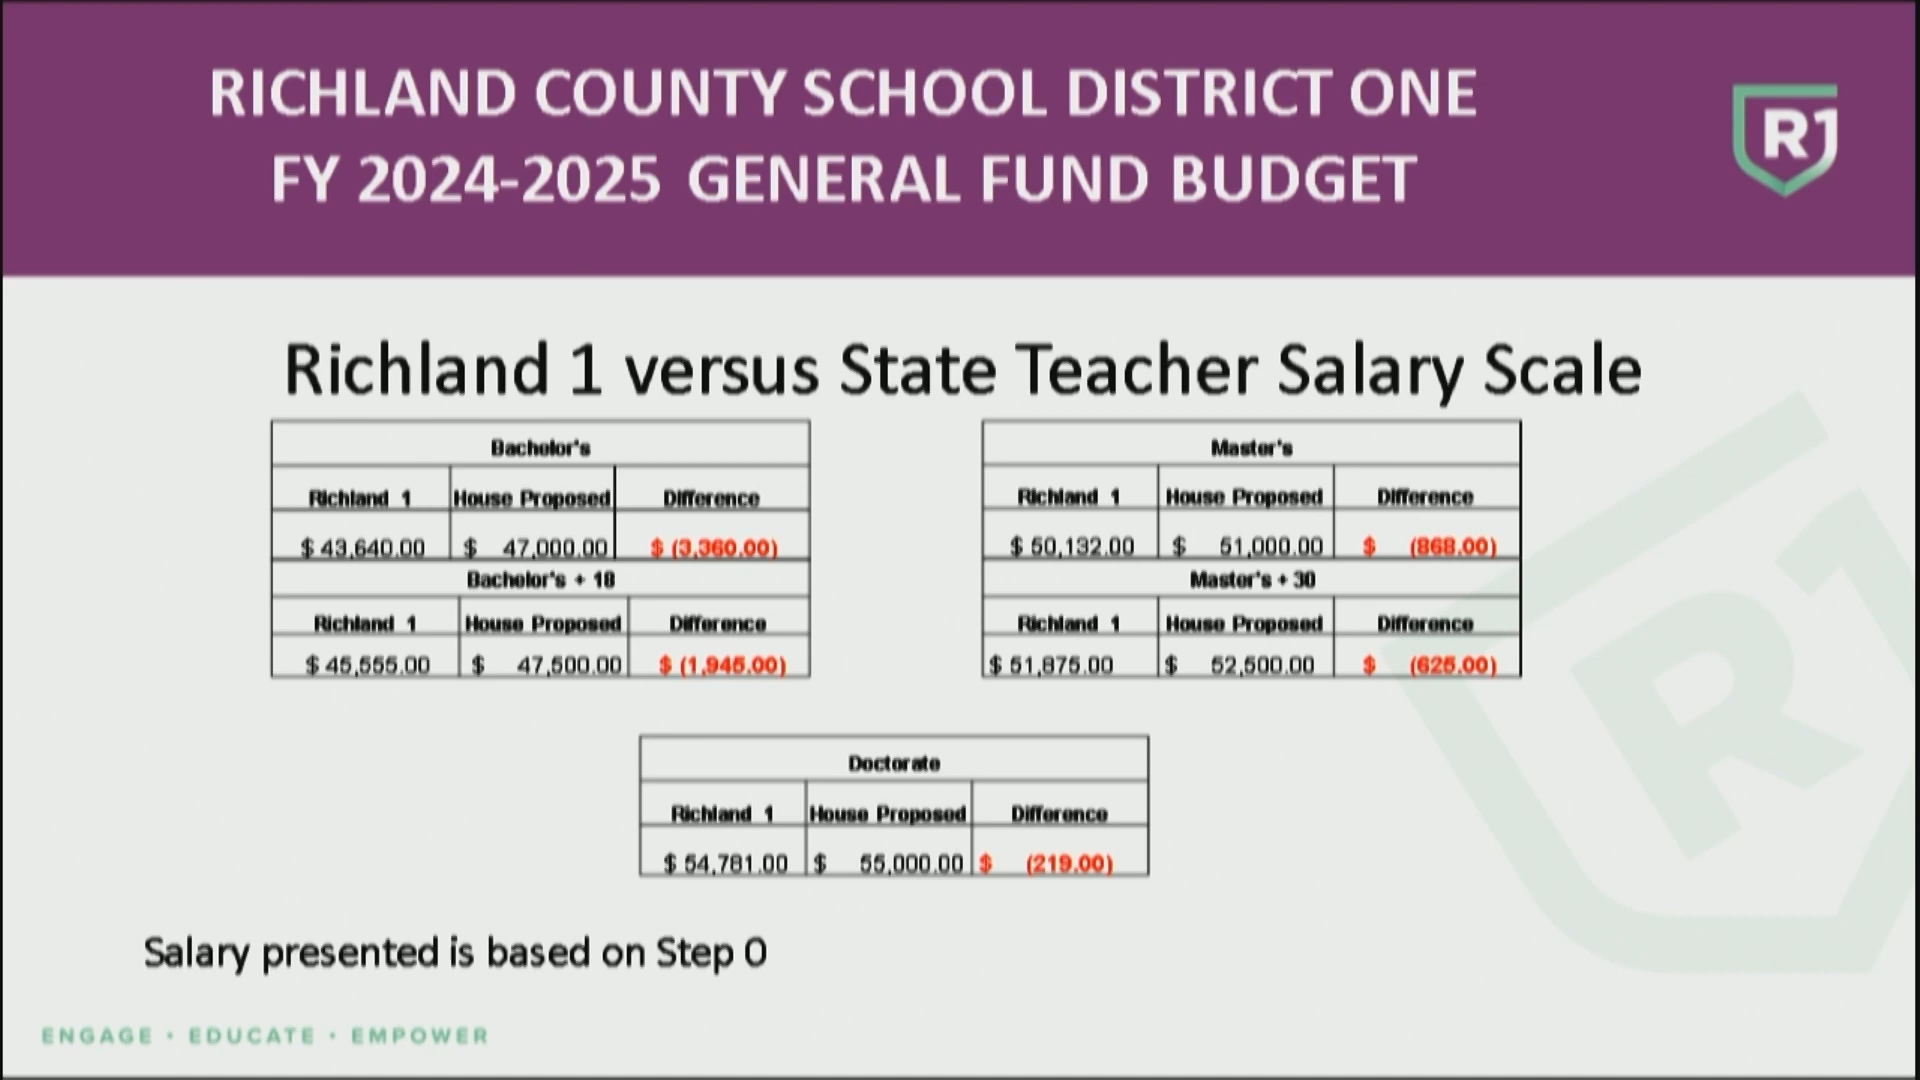 RICHLAND COUNTY SCHOOL DISTRICT ONE
FY 2024-2025 GENERAL FUND BUDGET
R1
Richland 1 versus State Teacher Salary Scale
Bachelor's
Richland 1 House Proposed Difference
$ 43,640.00 $ 47,000.00 $ (3,360.00)
Bachelor's + 18
Richland 1 House Proposed Difference
$ 45,555.00 $ 47,500.00 $ (1,945.00)
Master's
Richland 1 House Proposed Difference
$ 50,132.00 $ 51,000.00 $ (868.00)
Master's + 30
Richland 1 House Proposed Difference
$ 51,875.00 $ 52,500.00 $ (625.00)
Doctorate
Richland 1 House Proposed Difference
$ 54,781.00 $ 55,000.00 $ (219.00)
Salary presented is based on Step 0
ENGAGE • EDUCATE • EMPOWER
R1